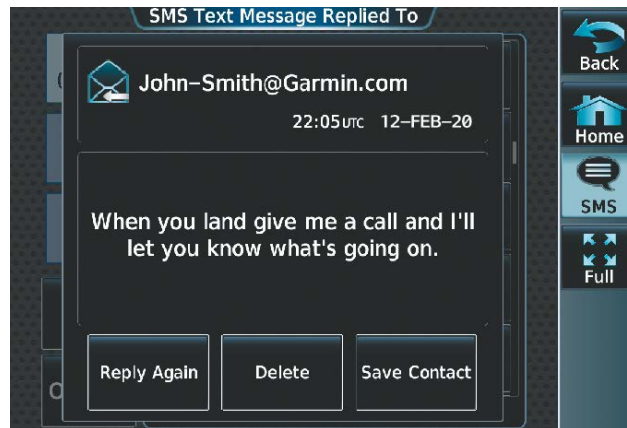 SMS Text Message Replied To
John-Smith@Garmin.com
22:05UTC 12-FEB-20
When you land give me a call and I'll
let you know what's going on.
Reply Again
Delete
Save Contact
Back
Home
SMS
Full